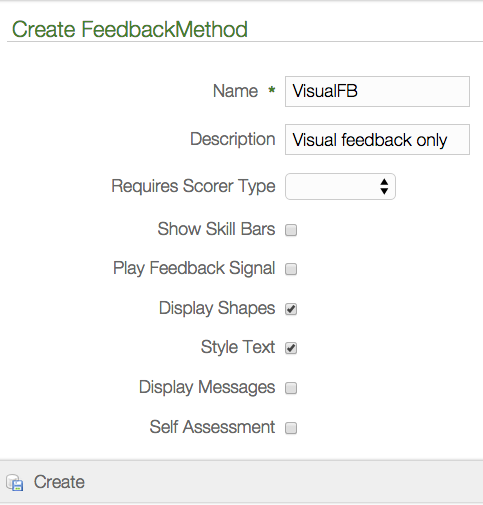 Create FeedbackMethod
Name * VisualFB
Description Visual feedback only
Requires Scorer Type
Show Skill Bars
Play Feedback Signal
Display Shapes
Style Text
Display Messages
Self Assessment
Create